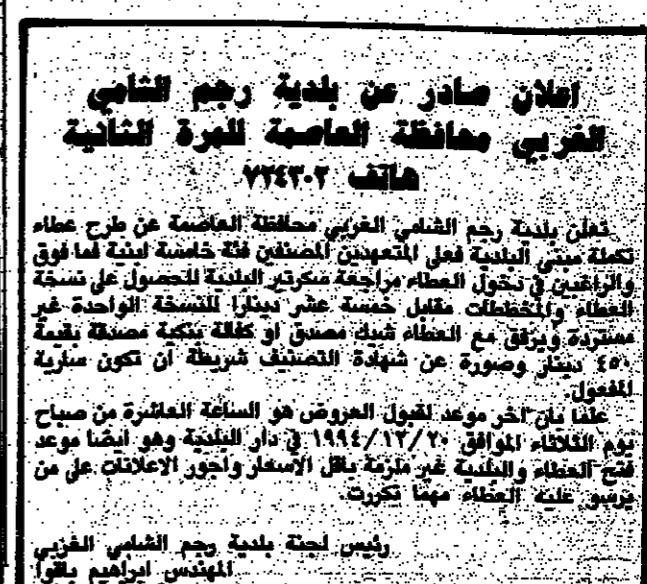 اعلان صادر عن بلدية رجم الشامي
الغربي محافظة العاصمة للمرة الثانية
هاتف ٧٢٤٣٠٢
تعلن بلدية رجم الشامي الغربي محافظة العاصمة عن طرح عطاء
تكملة مبنى البلدية فعلى المتعهدين المصنفين فئة خامسة ابنية فما فوق
والراغبين في دخول العطاء مراجعة سكرتير البلدية للحصول على نسخة
العطاء والمخططات مقابل خمسة عشر دينارا للنسخة الواحدة غير
مستردة ويرفق مع العطاء شيك مصدق او كفالة بنكية مصدقة بقيمة
٤٥٠ دينار وصورة عن شهادة التصنيف شريطة ان تكون سارية
المفعول.
علما بان اخر موعد لقبول العروض هو الساعة العاشرة من صباح
يوم الثلاثاء الموافق ١٩٩٤/١٢/٢٠ في دار البلدية وهو ايضا موعد
فتح العطاء والبلدية غير ملزمة باقل الاسعار واجور الاعلانات على من
يرسو عليه العطاء مهما تكررت.
رئيس لجنة بلدية رجم الشامي الغربي
المهندس ابراهيم باقوا